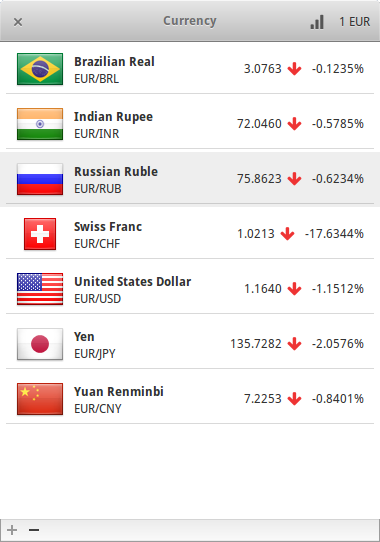 Currency
1 EUR
Brazilian Real
EUR/BRL
3.0763 -0.1235%
Indian Rupee
EUR/INR
72.0460 -0.5785%
Russian Ruble
EUR/RUB
75.8623 -0.6234%
Swiss Franc
EUR/CHF
1.0213 -17.6344%
United States Dollar
EUR/USD
1.1640 -1.1512%
Yen
EUR/JPY
135.7282 -2.0576%
Yuan Renminbi
EUR/CNY
7.2253 -0.8401%